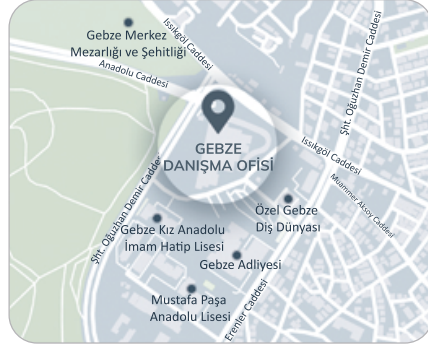 Gebze Merkez
Mezarlığı ve Şehitliği
Issıkgöl Caddesi
Anadolu Caddesi
Şht. Oğuzhan Demir Caddesi
GEBZE
DANIŞMA OFİSİ
Issıkgöl Caddesi
Muammer Aksoy Caddesi
Şht. Oğuzhan Demir Cadde
Özel Gebze
Diş Dünyası
Gebze Kız Anadolu
İmam Hatip Lisesi
Gebze Adliyesi
Mustafa Paşa
Anadolu Lisesi
Erenler Caddesi